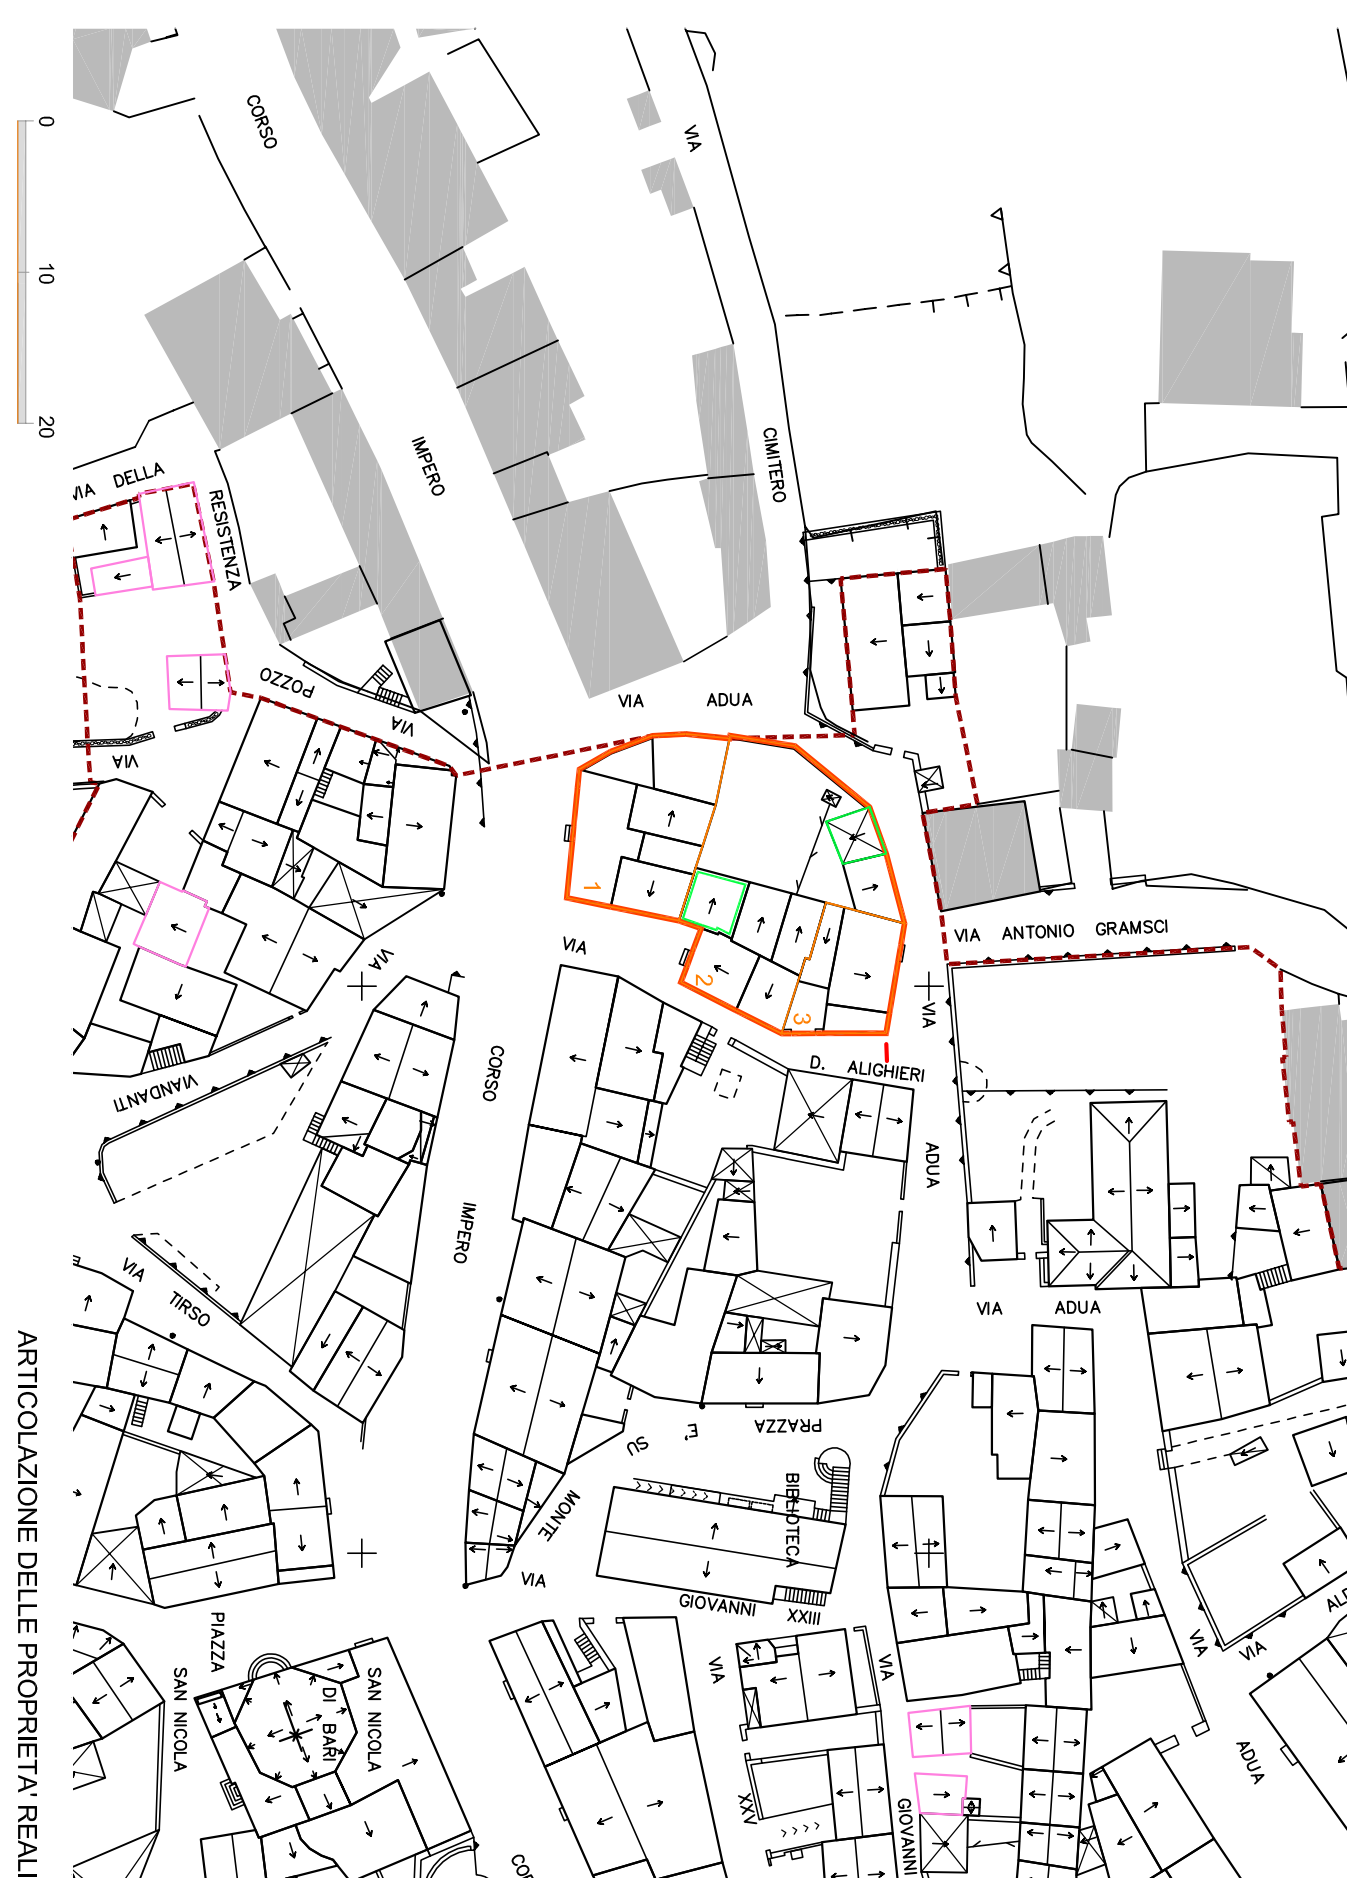 0
10
20
ARTICOLAZIONE DELLE PROPRIETA' REALI
CORSO
IMPERO
VIA
CIMITERO
VIA DELLA
RESISTENZA
VIA
POZZO
VIA
VIA ADUA
VIA ANTONIO GRAMSCI
1
2
3
VIA
VIA
VIANDANTI
VIA
D. ALIGHIERI
VIA
ADUA
CORSO
IMPERO
VIA
TIRSO
VIA ADUA
PRAZZA
E'
SU
MONTE
BIBLIOTECA
VIA
GIOVANNI
XXIII
PIAZZA
SAN NICOLA
SAN NICOLA
DI
BARI
VIA
XXV
VIA
GIOVANNI
VIA
VIA
ADUA